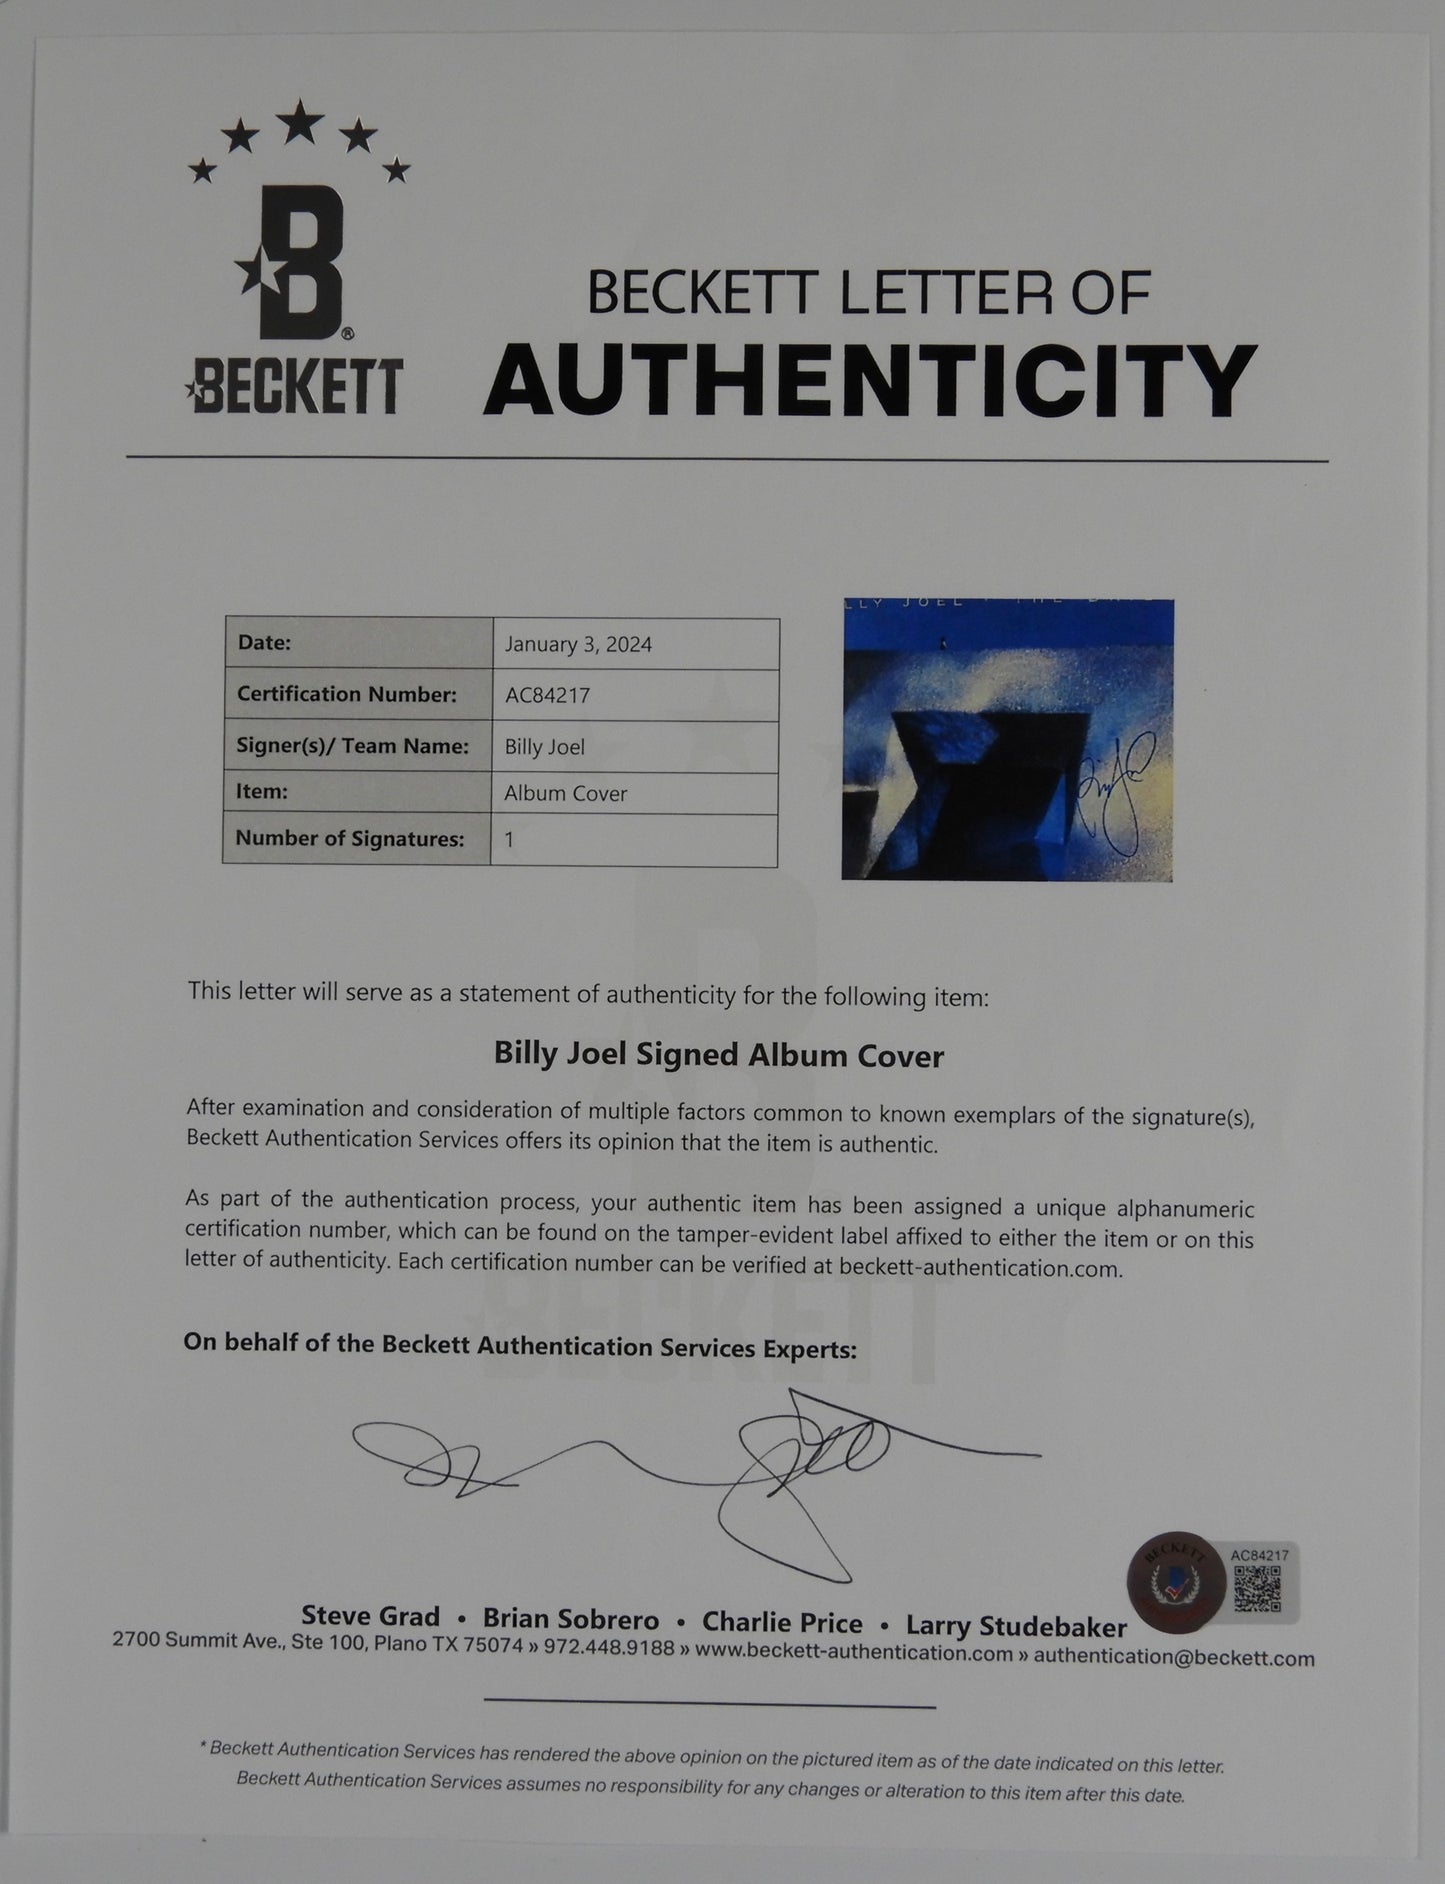 B®
BECKETT
BECKETT LETTER OF
AUTHENTICITY
LLY JOEL
Date: January 3, 2024
Certification Number: AC84217
Signer(s)/ Team Name: Billy Joel
Item: Album Cover
Number of Signatures: 1
This letter will serve as a statement of authenticity for the following item:
Billy Joel Signed Album Cover
After examination and consideration of multiple factors common to known exemplars of the signature(s),
Beckett Authentication Services offers its opinion that the item is authentic.
As part of the authentication process, your authentic item has been assigned a unique alphanumeric
certification number, which can be found on the tamper-evident label affixed to either the item or on this
letter of authenticity. Each certification number can be verified at beckett-authentication.com.
BECKETT
On behalf of the Beckett Authentication Services Experts:
BECKETT
AC84217
Steve Grad • Brian Sobrero • Charlie Price • Larry Studebaker
2700 Summit Ave., Ste 100, Plano TX 75074 » 972.448.9188 » www.beckett-authentication.com » authentication@beckett.com
* Beckett Authentication Services has rendered the above opinion on the pictured item as of the date indicated on this letter.
Beckett Authentication Services assumes no responsibility for any changes or alteration to this item after this date.